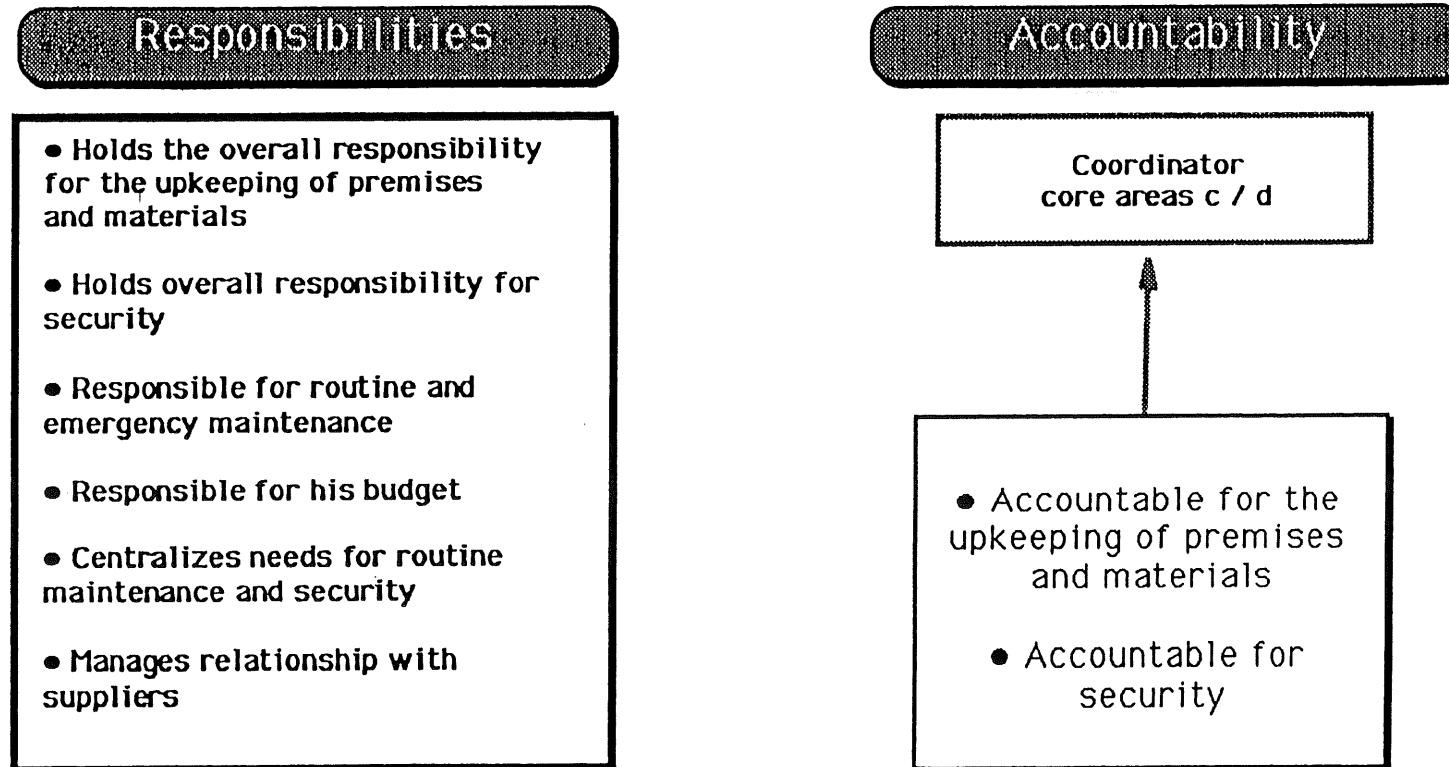 Responsibilities
• Holds the overall responsibility
for the upkeeping of premises
and materials
• Holds overall responsibility for
security
• Responsible for routine and
emergency maintenance
• Responsible for his budget
• Centralizes needs for routine
maintenance and security
• Manages relationship with
suppliers
Accountability
Coordinator
core areas c / d
• Accountable for the
upkeeping of premises
and materials
• Accountable for
security